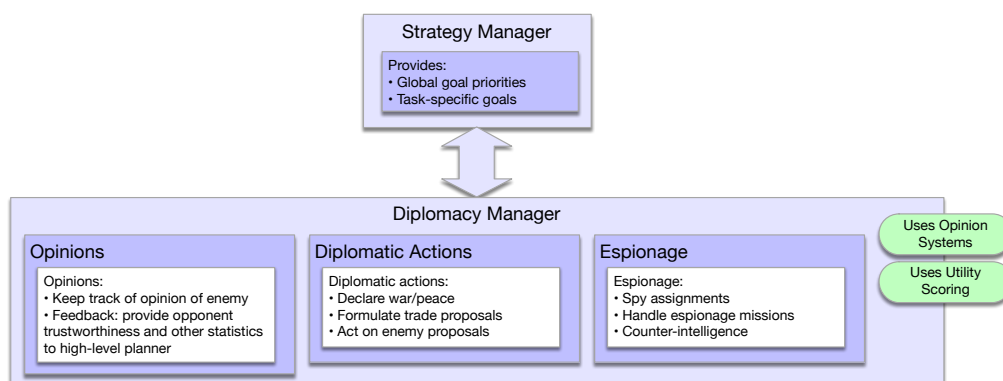 Strategy Manager
Provides:
• Global goal priorities
• Task-specific goals
Diplomacy Manager
Uses Opinion
Systems
Uses Utility
Scoring
Opinions
Opinions:
• Keep track of opinion of enemy
• Feedback: provide opponent
trustworthiness and other statistics
to high-level planner
Diplomatic Actions
Diplomatic actions:
• Declare war/peace
• Formulate trade proposals
• Act on enemy proposals
Espionage
Espionage:
• Spy assignments
• Handle espionage missions
• Counter-intelligence